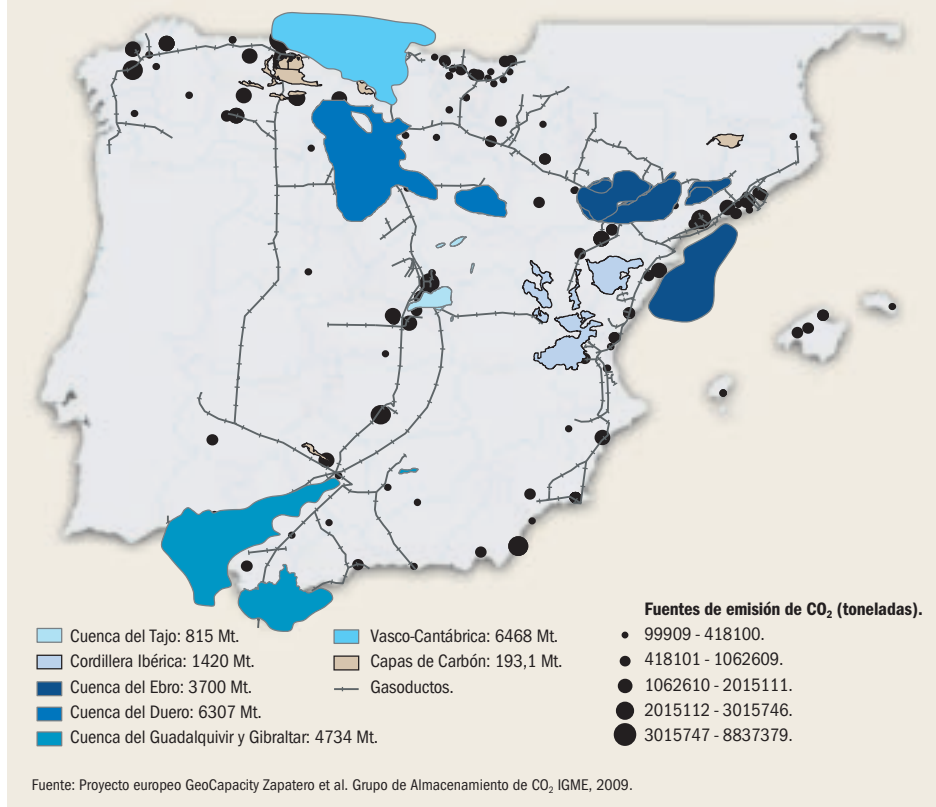 Cuenca del Tajo: 815 Mt.
Cordillera Ibérica: 1420 Mt.
Cuenca del Ebro: 3700 Mt.
Cuenca del Duero: 6307 Mt.
Cuenca del Guadalquivir y Gibraltar: 4734 Mt.
Vasco-Cantábrica: 6468 Mt.
Capas de Carbón: 193,1 Mt.
Gasoductos.
Fuentes de emisión de CO₂ (toneladas).
99909 - 418100.
418101 - 1062609.
1062610 - 2015111.
2015112 - 3015746.
3015747 - 8837379.
Fuente: Proyecto europeo GeoCapacity Zapatero et al. Grupo de Almacenamiento de CO₂ IGME, 2009.